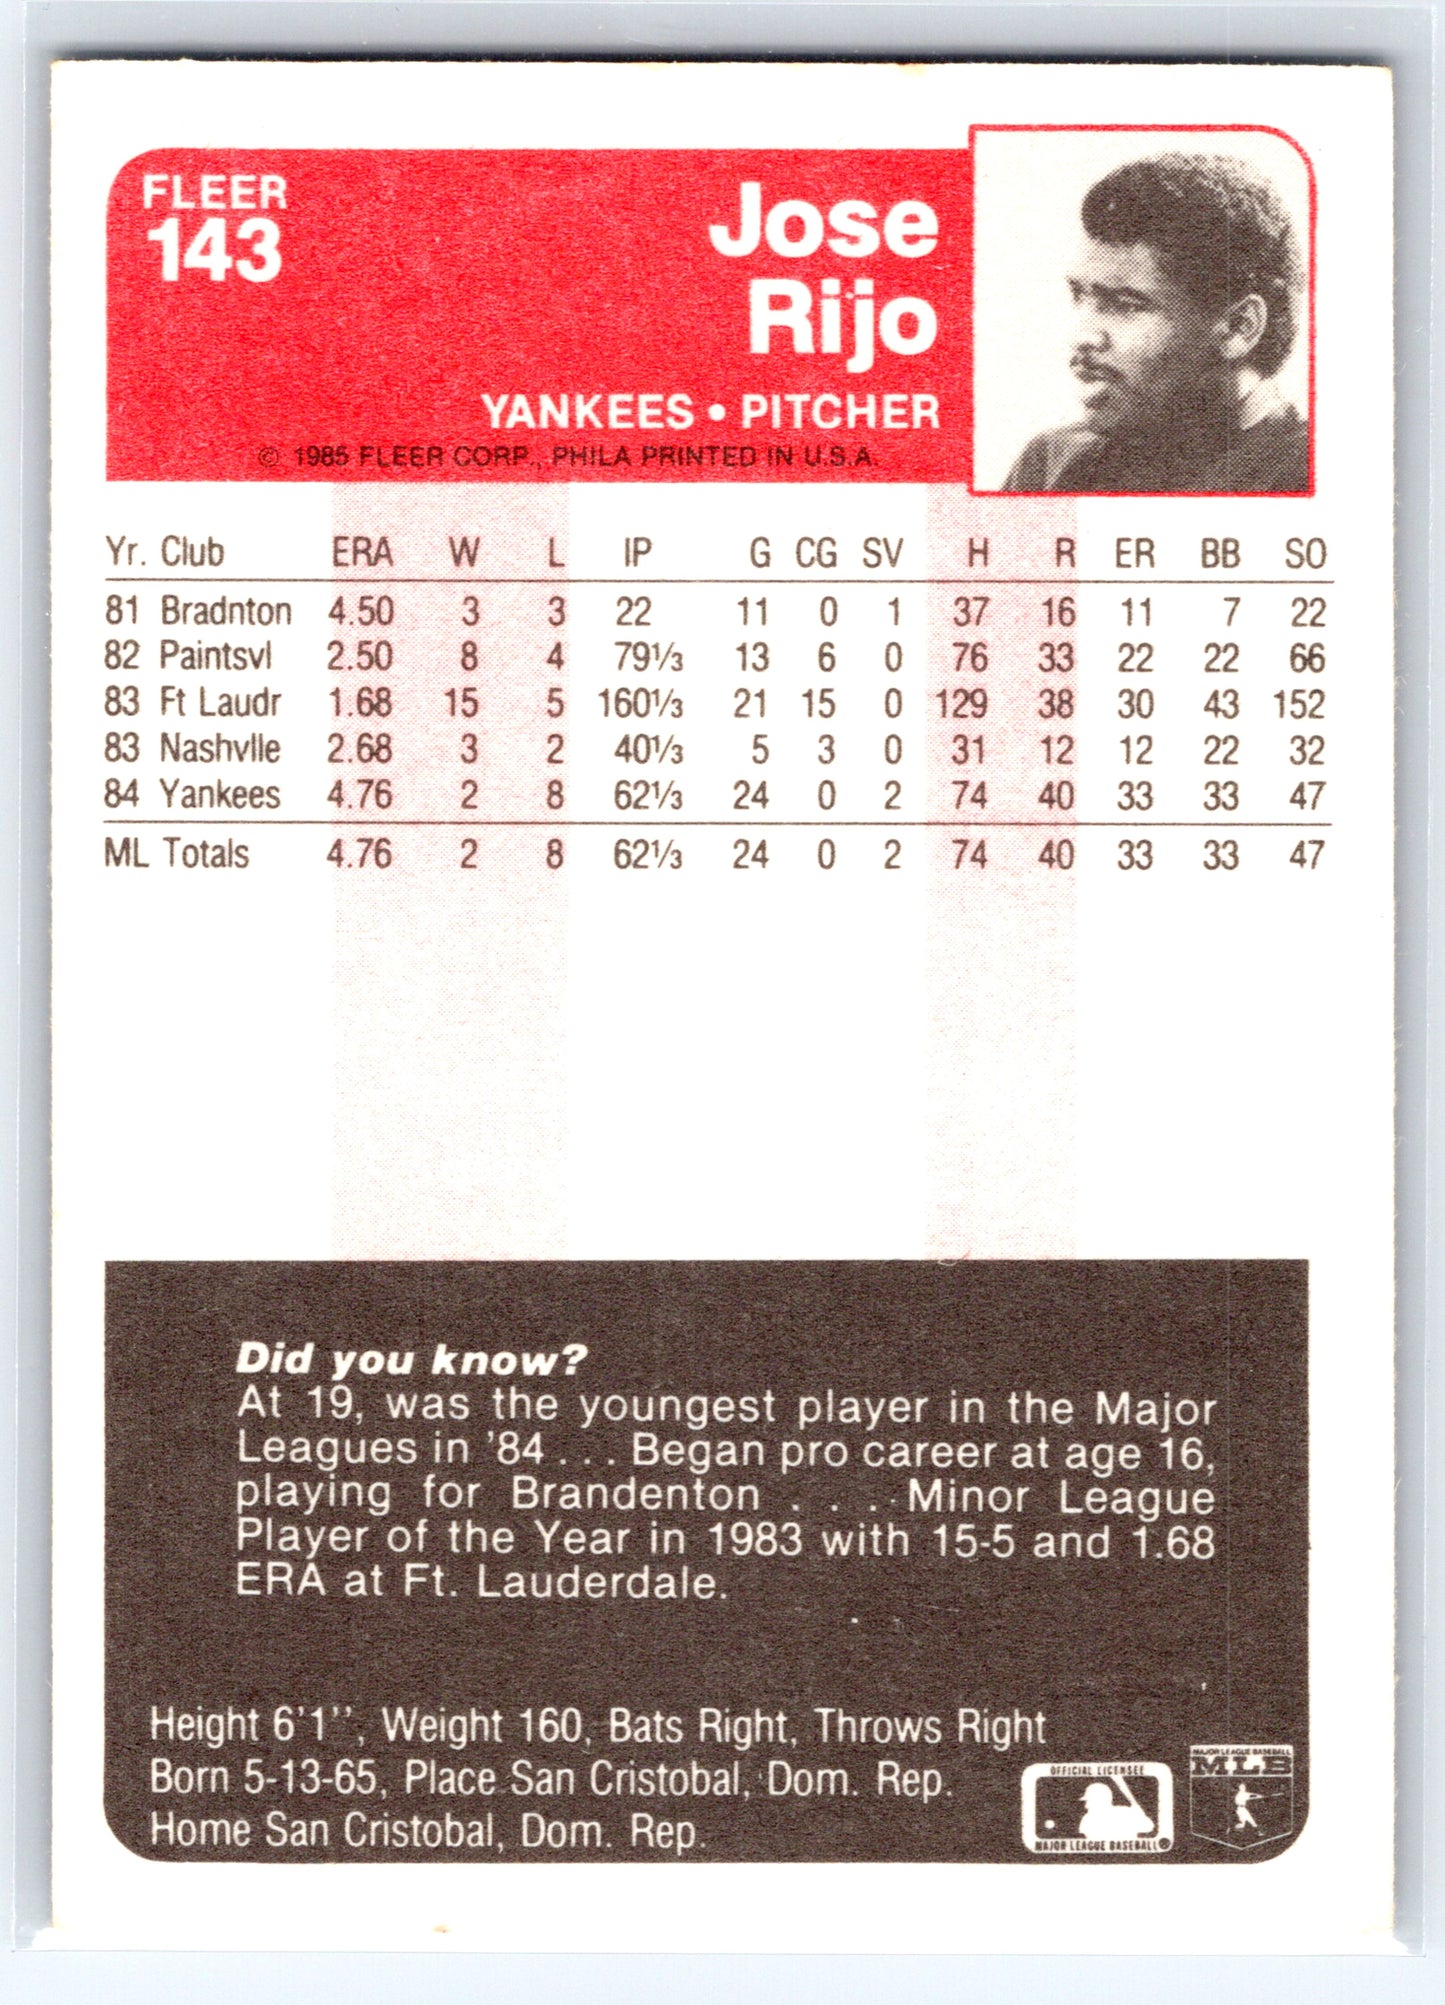 FLEER
143
Jose
Rijo
YANKEES • PITCHER
© 1985 FLEER CORP., PHILA PRINTED IN U.S.A.
Yr. Club ERA W L IP G CG SV H R ER BB SO
81 Bradnton 4.50 3 3 22 11 0 1 37 16 11 7 22
82 Paintsvl 2.50 8 4 79⅓ 13 6 0 76 33 22 22 66
83 Ft Laudr 1.68 15 5 160⅓ 21 15 0 129 38 30 43 152
83 Nashvlle 2.68 3 2 40⅓ 5 3 0 31 12 12 22 32
84 Yankees 4.76 2 8 62⅓ 24 0 2 74 40 33 33 47
ML Totals 4.76 2 8 62⅓ 24 0 2 74 40 33 33 47
Did you know?
At 19, was the youngest player in the Major
Leagues in '84 . . . Began pro career at age 16,
playing for Brandenton . . . Minor League
Player of the Year in 1983 with 15-5 and 1.68
ERA at Ft. Lauderdale.
Height 6'1'', Weight 160, Bats Right, Throws Right
Born 5-13-65, Place San Cristobal, Dom. Rep.
Home San Cristobal, Dom. Rep.
OFFICIAL LICENSEE
MAJOR LEAGUE BASEBALL®
MAJOR LEAGUE BASEBALL
MLB